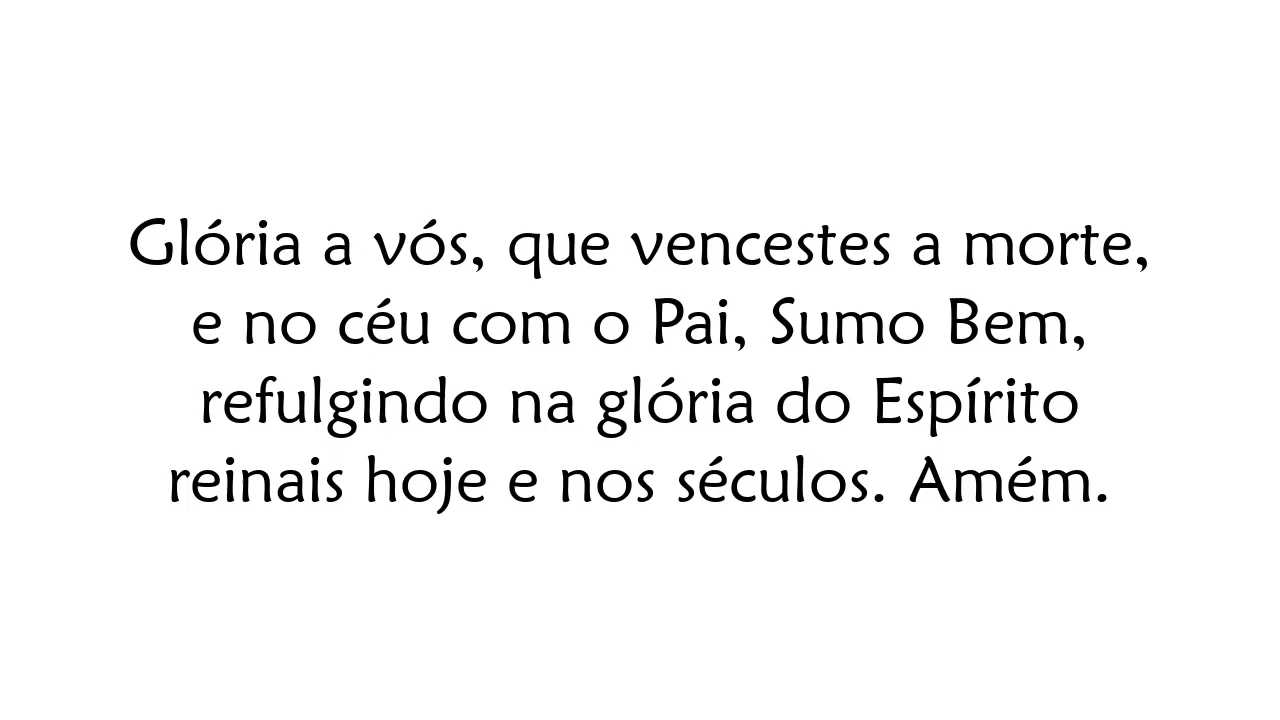 Glória a vós, que vencestes a morte,
e no céu com o Pai, Sumo Bem,
refulgindo na glória do Espírito
reinais hoje e nos séculos. Amém.